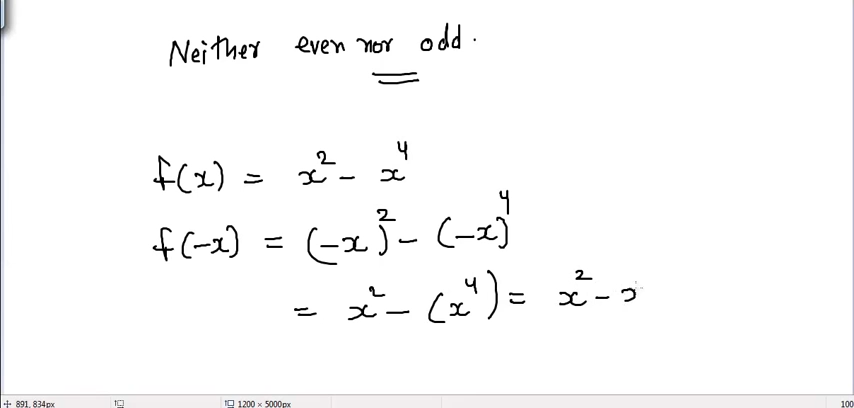 Neither even nor odd.
f(x) = x² - x⁴
f(-x) = (-x)² - (-x)⁴
= x² - (x⁴) = x² - x
891, 834px
1200 × 5000px
100